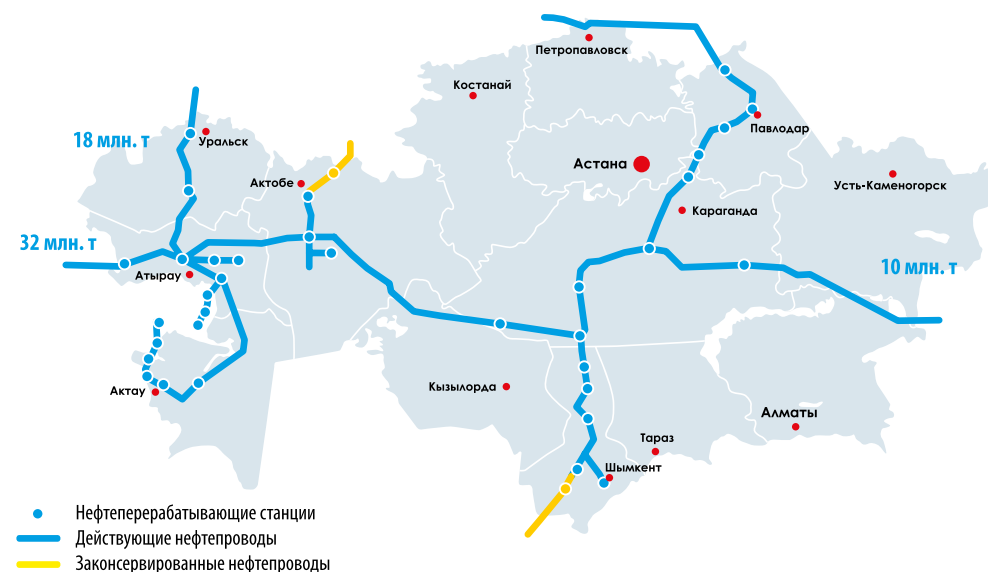 Петропавловск
Костанай
18 млн. т
Уральск
Павлодар
Астана
Актобе
Усть-Каменогорск
Караганда
32 млн. т
Атырау
10 млн. т
Актау
Кызылорда
Алматы
Тараз
Шымкент
Нефтеперерабатывающие станции
Действующие нефтепроводы
Законсервированные нефтепроводы